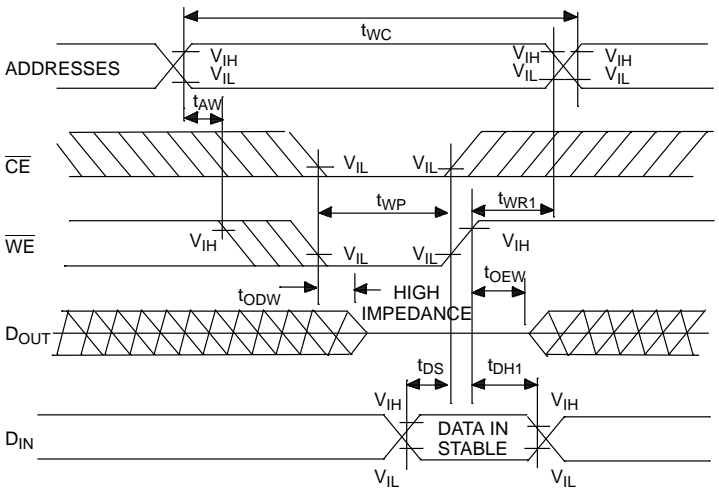 tWC
ADDRESSES
VIH
VIL
VIH
VIL
VIH
VIL
tAW
CE
VIL
VIL
tWP
tWR1
WE
VIH
VIL
VIL
VIH
tODW
HIGH
IMPEDANCE
tOEW
DOUT
tDS
tDH1
VIH
VIH
DIN
DATA IN
STABLE
VIL
VIL